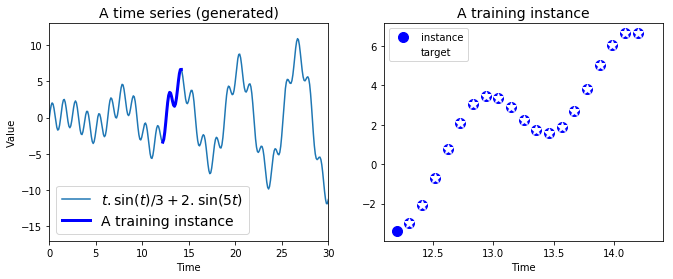 A time series (generated)
10
5
0
−5
−10
−15
Value
t.sin(t)/3 + 2.sin(5t)
A training instance
0
5
10
15
20
25
30
Time
A training instance
instance
target
6
4
2
0
−2
12.5
13.0
13.5
14.0
Time